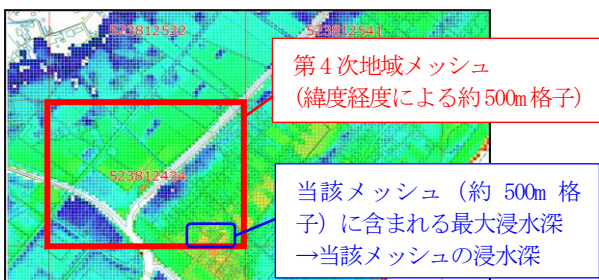 523812532
523812541
第4次地域メッシュ
(緯度経度による約500m格子)
523812434
当該メッシュ（約 500m 格
子）に含まれる最大浸水深
→当該メッシュの浸水深